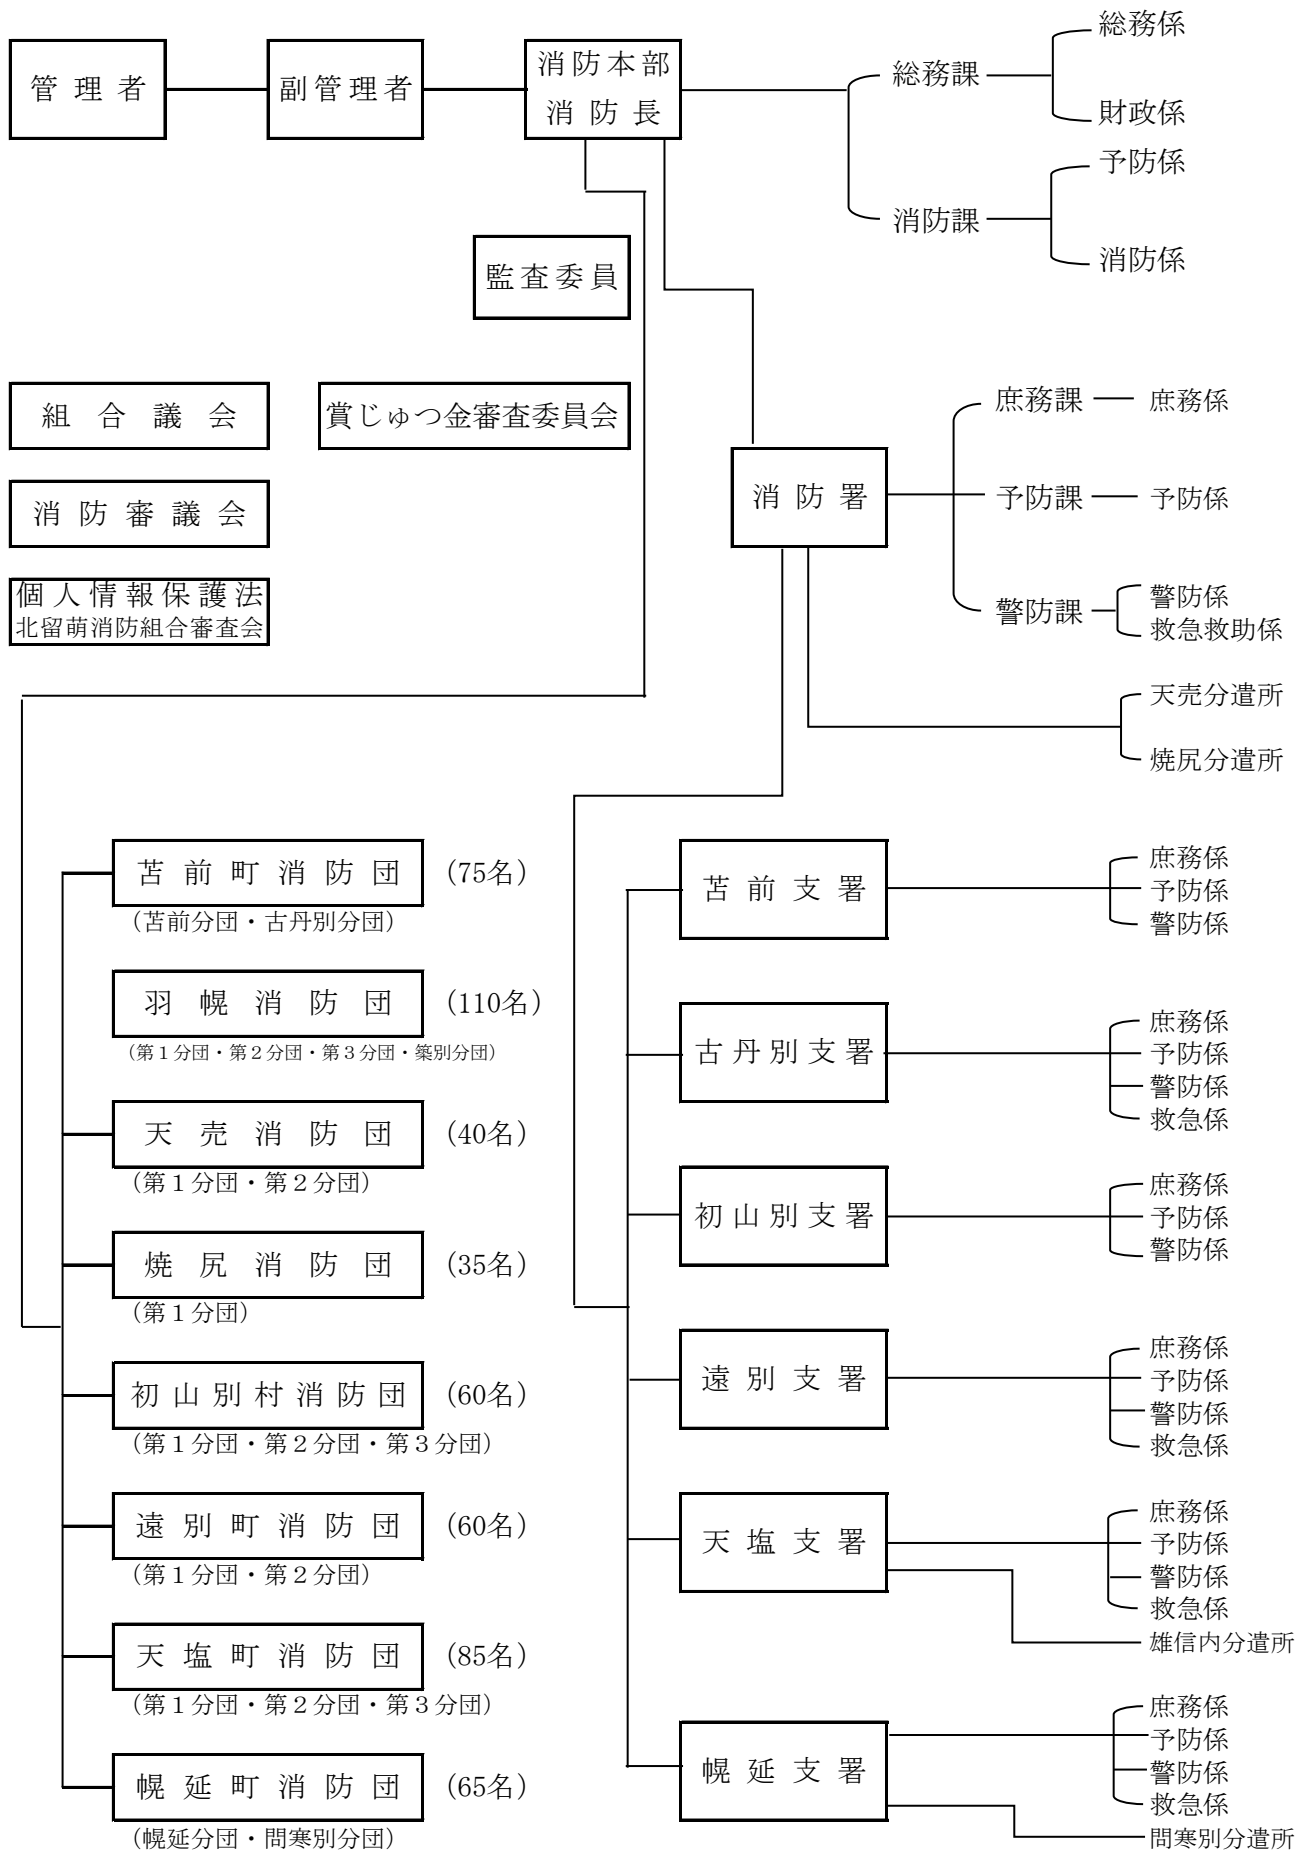 管理者
副管理者
消防本部
消防長
総務課
総務係
財政係
消防課
予防係
消防係
監査委員
組合議会
賞じゅつ金審査委員会
消防審議会
個人情報保護法
北留萌消防組合審査会
消防署
庶務課
庶務係
予防課
予防係
警防課
警防係
救急救助係
天売分遣所
焼尻分遣所
苫前町消防団 (75名)
(苫前分団・古丹別分団)
羽幌消防団 (110名)
(第1分団・第2分団・第3分団・築別分団)
天売消防団 (40名)
(第1分団・第2分団)
焼尻消防団 (35名)
(第1分団)
初山別村消防団 (60名)
(第1分団・第2分団・第3分団)
遠別町消防団 (60名)
(第1分団・第2分団)
天塩町消防団 (85名)
(第1分団・第2分団・第3分団)
幌延町消防団 (65名)
(幌延分団・問寒別分団)
苫前支署
庶務係
予防係
警防係
古丹別支署
庶務係
予防係
警防係
救急係
初山別支署
庶務係
予防係
警防係
遠別支署
庶務係
予防係
警防係
救急係
天塩支署
庶務係
予防係
警防係
救急係
雄信内分遣所
幌延支署
庶務係
予防係
警防係
救急係
問寒別分遣所